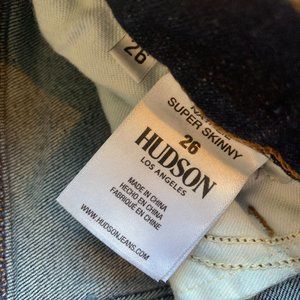 26
SUPER SKINNY
26
HUDSON
LOS ANGELES
MADE IN CHINA
HECHO EN CHINA
FABRIQUÉ EN CHINE
WWW.HUDSONJEANS.COM